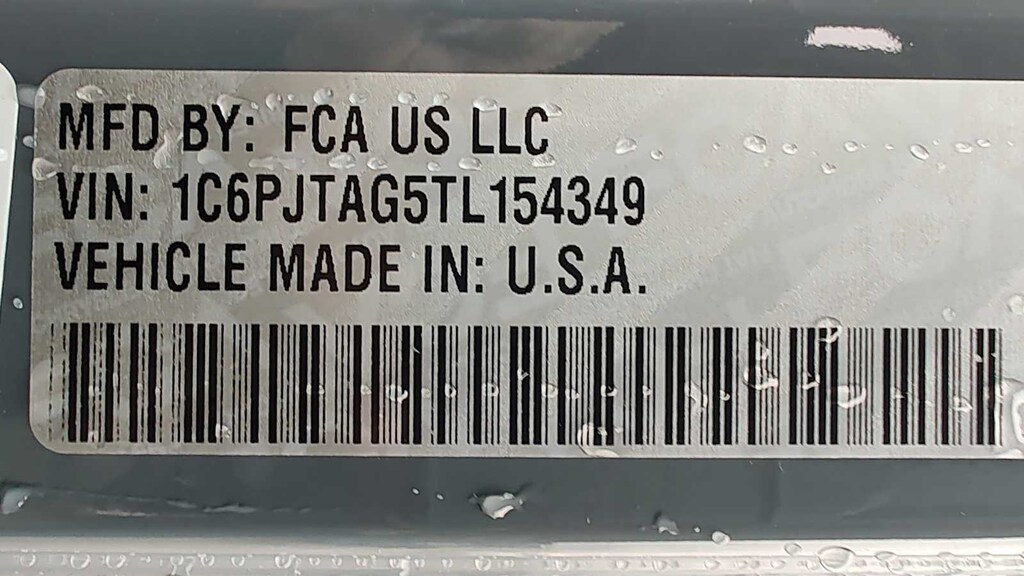 MFD BY: FCA US LLC
VIN: 1C6PJTAG5TL154349
VEHICLE MADE IN: U.S.A.